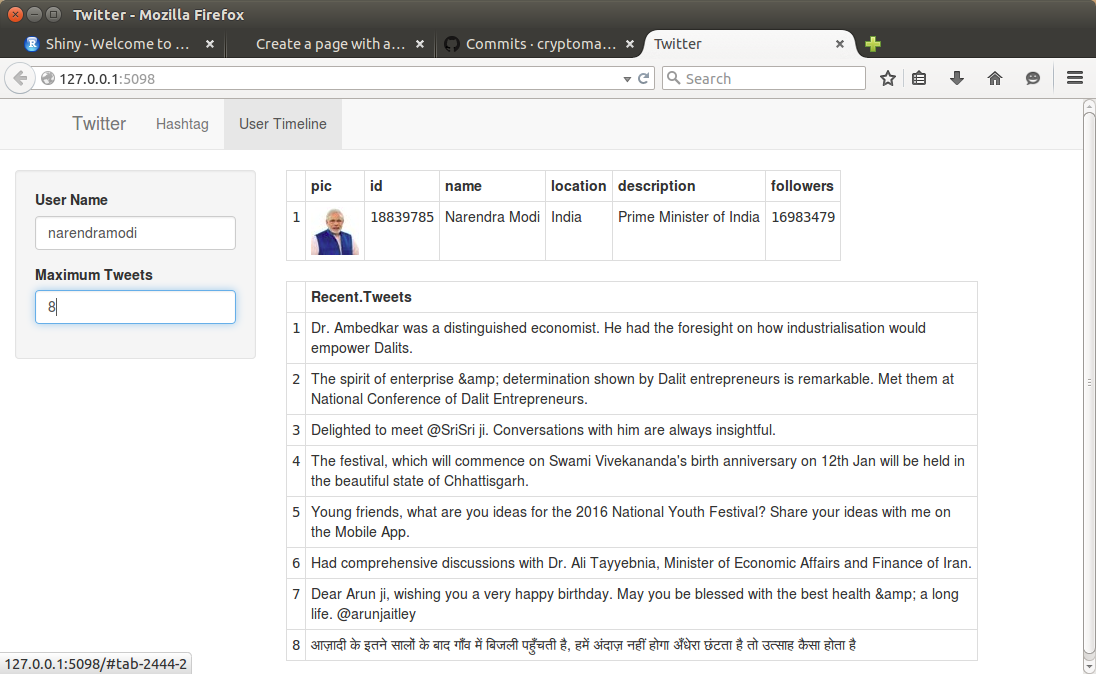 Twitter - Mozilla Firefox
Shiny - Welcome to ... Create a page with a... Commits · cryptoma... Twitter
127.0.0.1:5098 Search
Twitter Hashtag User Timeline
User Name
narendramodi
Maximum Tweets
8
pic id name location description followers
1 18839785 Narendra Modi India Prime Minister of India 16983479
Recent.Tweets
1 Dr. Ambedkar was a distinguished economist. He had the foresight on how industrialisation would
empower Dalits.
2 The spirit of enterprise &amp; determination shown by Dalit entrepreneurs is remarkable. Met them at
National Conference of Dalit Entrepreneurs.
3 Delighted to meet @SriSri ji. Conversations with him are always insightful.
4 The festival, which will commence on Swami Vivekananda's birth anniversary on 12th Jan will be held in
the beautiful state of Chhattisgarh.
5 Young friends, what are you ideas for the 2016 National Youth Festival? Share your ideas with me on
the Mobile App.
6 Had comprehensive discussions with Dr. Ali Tayyebnia, Minister of Economic Affairs and Finance of Iran.
7 Dear Arun ji, wishing you a very happy birthday. May you be blessed with the best health &amp; a long
life. @arunjaitley
8 आज़ादी के इतने सालों के बाद गाँव में बिजली पहुँचती है, हमें अंदाज़ नहीं होगा अँधेरा छंटता है तो उत्साह कैसा होता है
127.0.0.1:5098/#tab-2444-2